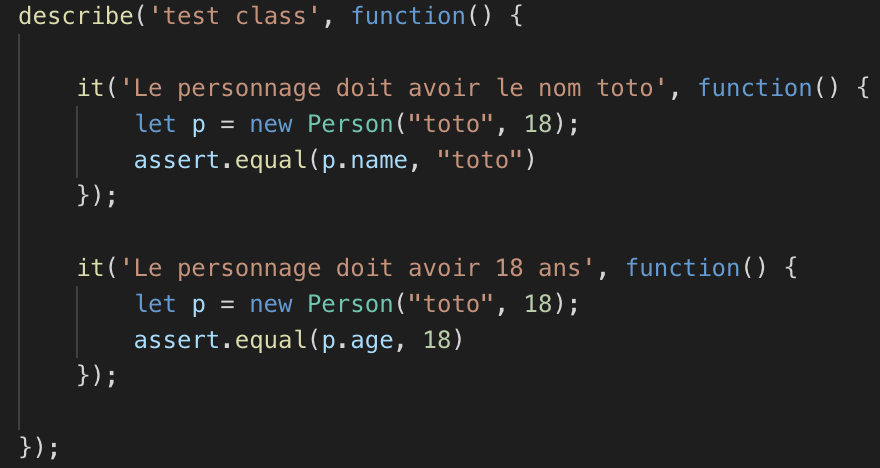 describe('test class', function() {
it('Le personnage doit avoir le nom toto', function() {
let p = new Person("toto", 18);
assert.equal(p.name, "toto")
});
it('Le personnage doit avoir 18 ans', function() {
let p = new Person("toto", 18);
assert.equal(p.age, 18)
});
});